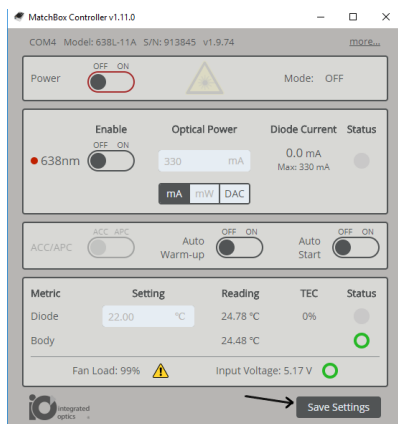 MatchBox Controller v1.11.0
COM4 Model: 638L-11A S/N: 913845 v1.9.74 more...
Power OFF ON Mode: OFF
Enable Optical Power Diode Current Status
OFF ON
638nm 330 mA 0.0 mA
Max: 330 mA
mA mW DAC
ACC APC OFF ON OFF ON
ACC/APC Auto Warm-up Auto Start
Metric Setting Reading TEC Status
Diode 22.00 °C 24.78 °C 0%
Body 24.48 °C
Fan Load: 99% Input Voltage: 5.17 V
integrated optics Save Settings